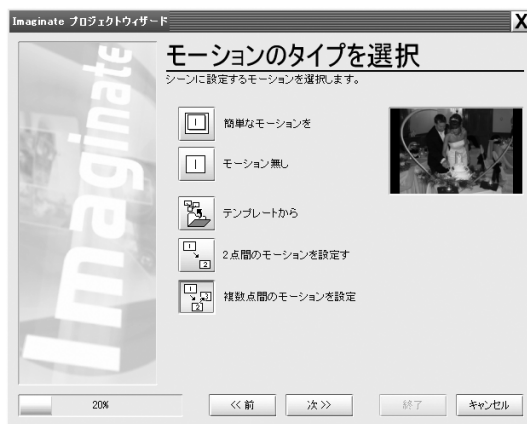 Imaginate プロジェクトウィザード
X
モーションのタイプを選択
シーンに設定するモーションを選択します。
Imaginate
簡単なモーションを
モーション無し
テンプレートから
2点間のモーションを設定す
複数点間のモーションを設定
20%
<< 前
次 >>
終了
キャンセル